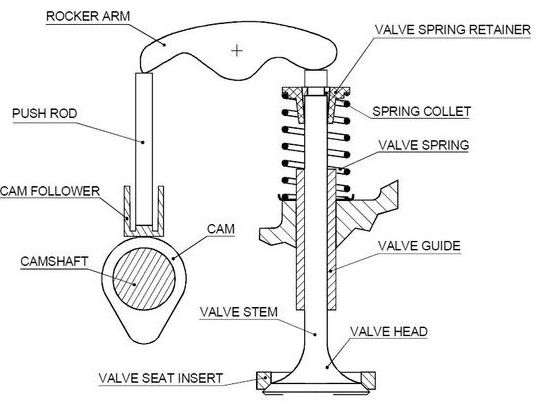 ROCKER ARM
VALVE SPRING RETAINER
SPRING COLLET
PUSH ROD
VALVE SPRING
CAM FOLLOWER
CAM
VALVE GUIDE
CAMSHAFT
VALVE STEM
VALVE HEAD
VALVE SEAT INSERT